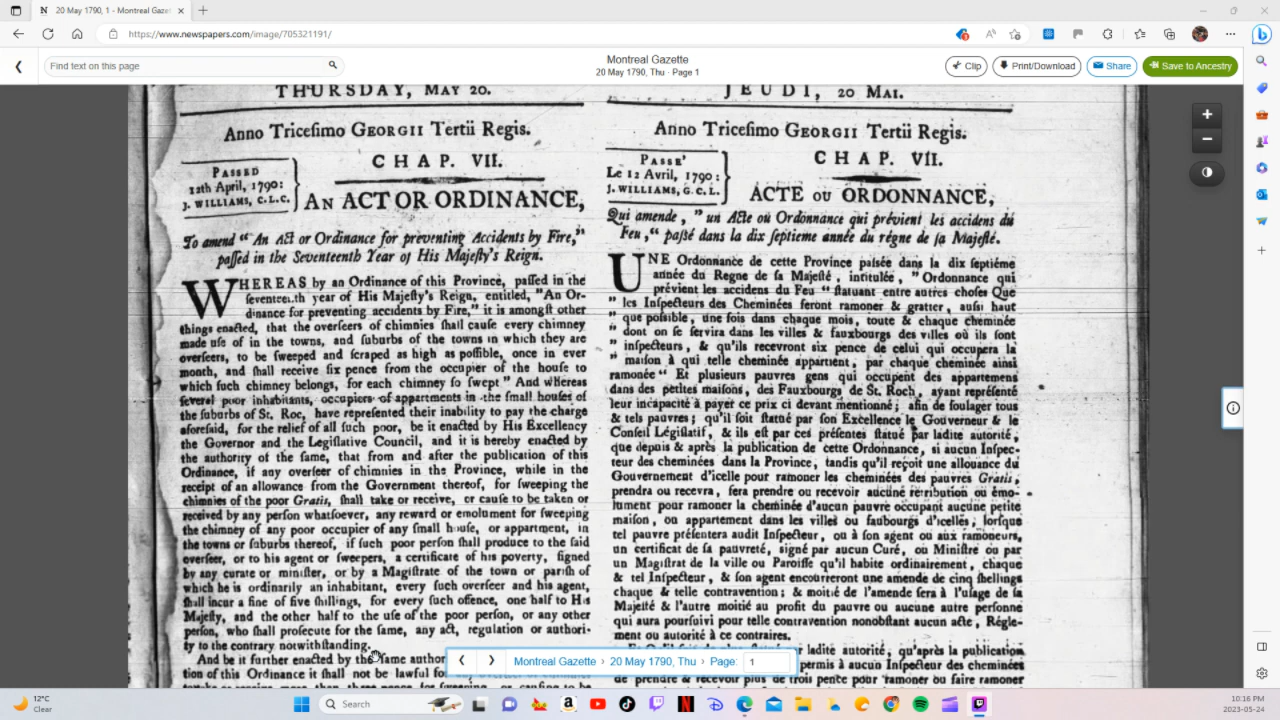 20 May 1790, 1 - Montreal Gazet
https://www.newspapers.com/image/705321191/
Find text on this page
Montreal Gazette
20 May 1790, Thu · Page 1
Clip
Print/Download
Share
Save to Ancestry
THURSDAY, MAY 20.
Anno Triceſimo GEORGII Tertii Regis.
CHAP. VII.
PASSED
12th April, 1790:
J. WILLIAMS, C.L.C.
AN ACT OR ORDINANCE,
To amend "An Act or Ordinance for preventing Accidents by Fire,"
paſſed in the Seventeenth Year of His Majeſty's Reign.
WHEREAS by an Ordinance of this Province, paſſed in the
ſeventeenth year of His Majeſty's Reign, entitled, "An Or-
dinance for preventing accidents by Fire," it is amongſt other
things enacted, that the overſeers of chimnies ſhall cauſe every chimney
made uſe of in the towns, and ſuburbs of the towns in which they are
overſeers, to be ſweeped and ſcraped as high as poſſible, once in ever
month, and ſhall receive ſix pence from the occupier of the houſe to
which ſuch chimney belongs, for each chimney ſo ſwept" And whereas
ſeveral poor inhabitants, occupiers of appartments in the ſmall houſes of
the ſuburbs of St. Roc, have repreſented their inability to pay the charge
aforeſaid, for the relief of all ſuch poor, be it enacted by His Excellency
the Governor and the Legiſlative Council, and it is hereby enacted by
the authority of the ſame, that from and after the publication of this
Ordinance, if any overſeer of chimnies in the Province, while in the
receipt of an allowance from the Government thereof, for ſweeping the
chimnies of the poor Gratis, ſhall take or receive, or cauſe to be taken or
received by any perſon whatſoever, any reward or emolument for ſweeping
the chimney of any poor occupier of any ſmall houſe, or appartment, in
the towns or ſuburbs thereof, if ſuch poor perſon ſhall produce to the ſaid
overſeer, or to his agent or ſweepers, a certificate of his poverty, ſigned
by any curate or miniſter, or by a Magiſtrate of the town or pariſh of
which he is ordinarily an inhabitant, every ſuch overſeer and his agent,
ſhall incur a fine of five ſhillings, for every ſuch offence, one half to His
Majeſty, and the other half to the uſe of the poor perſon, or any other
perſon, who ſhall proſecute for the ſame, any act, regulation or authori-
ty to the contrary notwithſtanding.
And be it further enacted by the ſame author
tion of this Ordinance it ſhall not be lawful for
JEUDI, 20 MAI.
Anno Triceſimo GEORGII Tertii Regis.
CHAP. VII.
PASSE'
Le 12 Avril, 1790:
J. WILLIAMS, G.C.L.
ACTE OU ORDONNANCE,
Qui amende, " un Acte ou Ordonnance qui prévient les accidens du
Feu," paſſé dans la dix ſeptieme année du régne de ſa Majeſté.
UNE Ordonnance de cette Province paſſée dans la dix ſeptiéme
année du Regne de ſa Majeſté, intitulée, " Ordonnance qui
prévient les accidens du Feu " ſtatuant entre autres choſes Que
" les Inſpecteurs des Cheminées feront ramoner & gratter, auſſi haut
" que poſſible, une fois dans chaque mois, toute & chaque cheminée
" dont on ſe ſervira dans les villes & fauxbourgs des villes où ils ſont
" inſpecteurs, & qu'ils recevront six pence de celui qui occupera la
" maiſon à qui telle cheminée appartient, par chaque cheminée ainſi
ramonée" Et pluſieurs pauvres gens qui occupent des appartemens
dans des petites maiſons, des Fauxbourgs de St. Roch, ayant repréſenté
leur incapacité à payer ce prix ci devant mentionné; afin de ſoulager tous
& tels pauvres; qu'il ſoit ſtatué par ſon Excellence le Gouverneur & le
Conſeil Légiſlatif, & ils eſt par ces préſentes ſtatué par ladite autorité,
que depuis & après la publication de cette Ordonnance, ſi aucun Inſpec-
teur des cheminées dans la Province, tandis qu'il reçoit une allouance du
Gouvernement d'icelle pour ramoner les cheminées des pauvres Gratis,
prendra ou recevra, ſera prendre ou recevoir aucune retribution ou émo-
lument pour ramoner la cheminée d'aucun pauvre occupant aucune petite
maiſon, ou appartement dans les villes ou faubourgs d'icelles, lorſque
tel pauvre préſentera audit Inſpecteur, ou à ſon agent ou aux ramoneurs,
un certificat de ſa pauvreté, ſigné par aucun Curé, ou Miniſtre ou par
un Magiſtrat de la ville ou Paroiſſe qu'il habite ordinairement, chaque
& tel Inſpecteur, & ſon agent encourieront une amende de cinq ſhellings
chaque & telle contravention; & moitié de l'amende ſera à l'uſage de ſa
Majeſté & l'autre moitié au profit du pauvre ou aucune autre perſonne
qui aura pourſuivi pour telle contravention nonobſtant aucun acte, Régle-
ment ou autorité à ce contraires.
ladite autorité, qu'après la publication
permis à aucun Inſpecteur des cheminées
de prendre & recevoir plus de trois pence pour ramoner ou faire ramoner
Montreal Gazette › 20 May 1790, Thu › Page: 1
12°C
Clear
Search
10:16 PM
2023-05-24